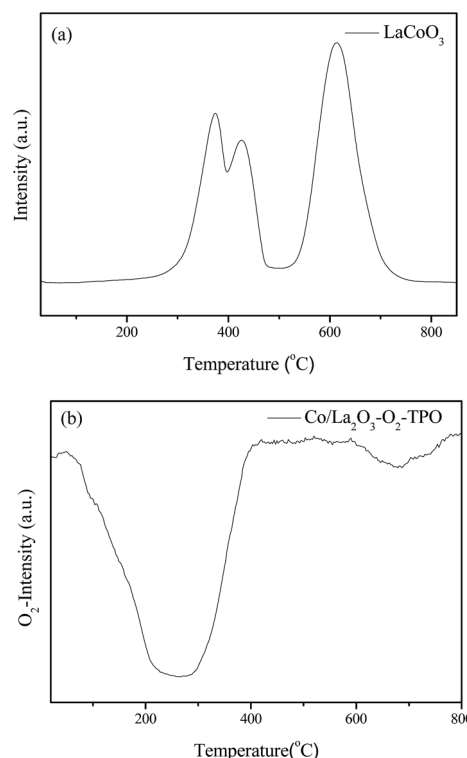 (a)
LaCoO₃
Intensity (a.u.)
200 400 600 800
Temperature (°C)
(b)
Co/La₂O₃-O₂-TPO
O₂-Intensity (a.u.)
200 400 600 800
Temperature(°C)